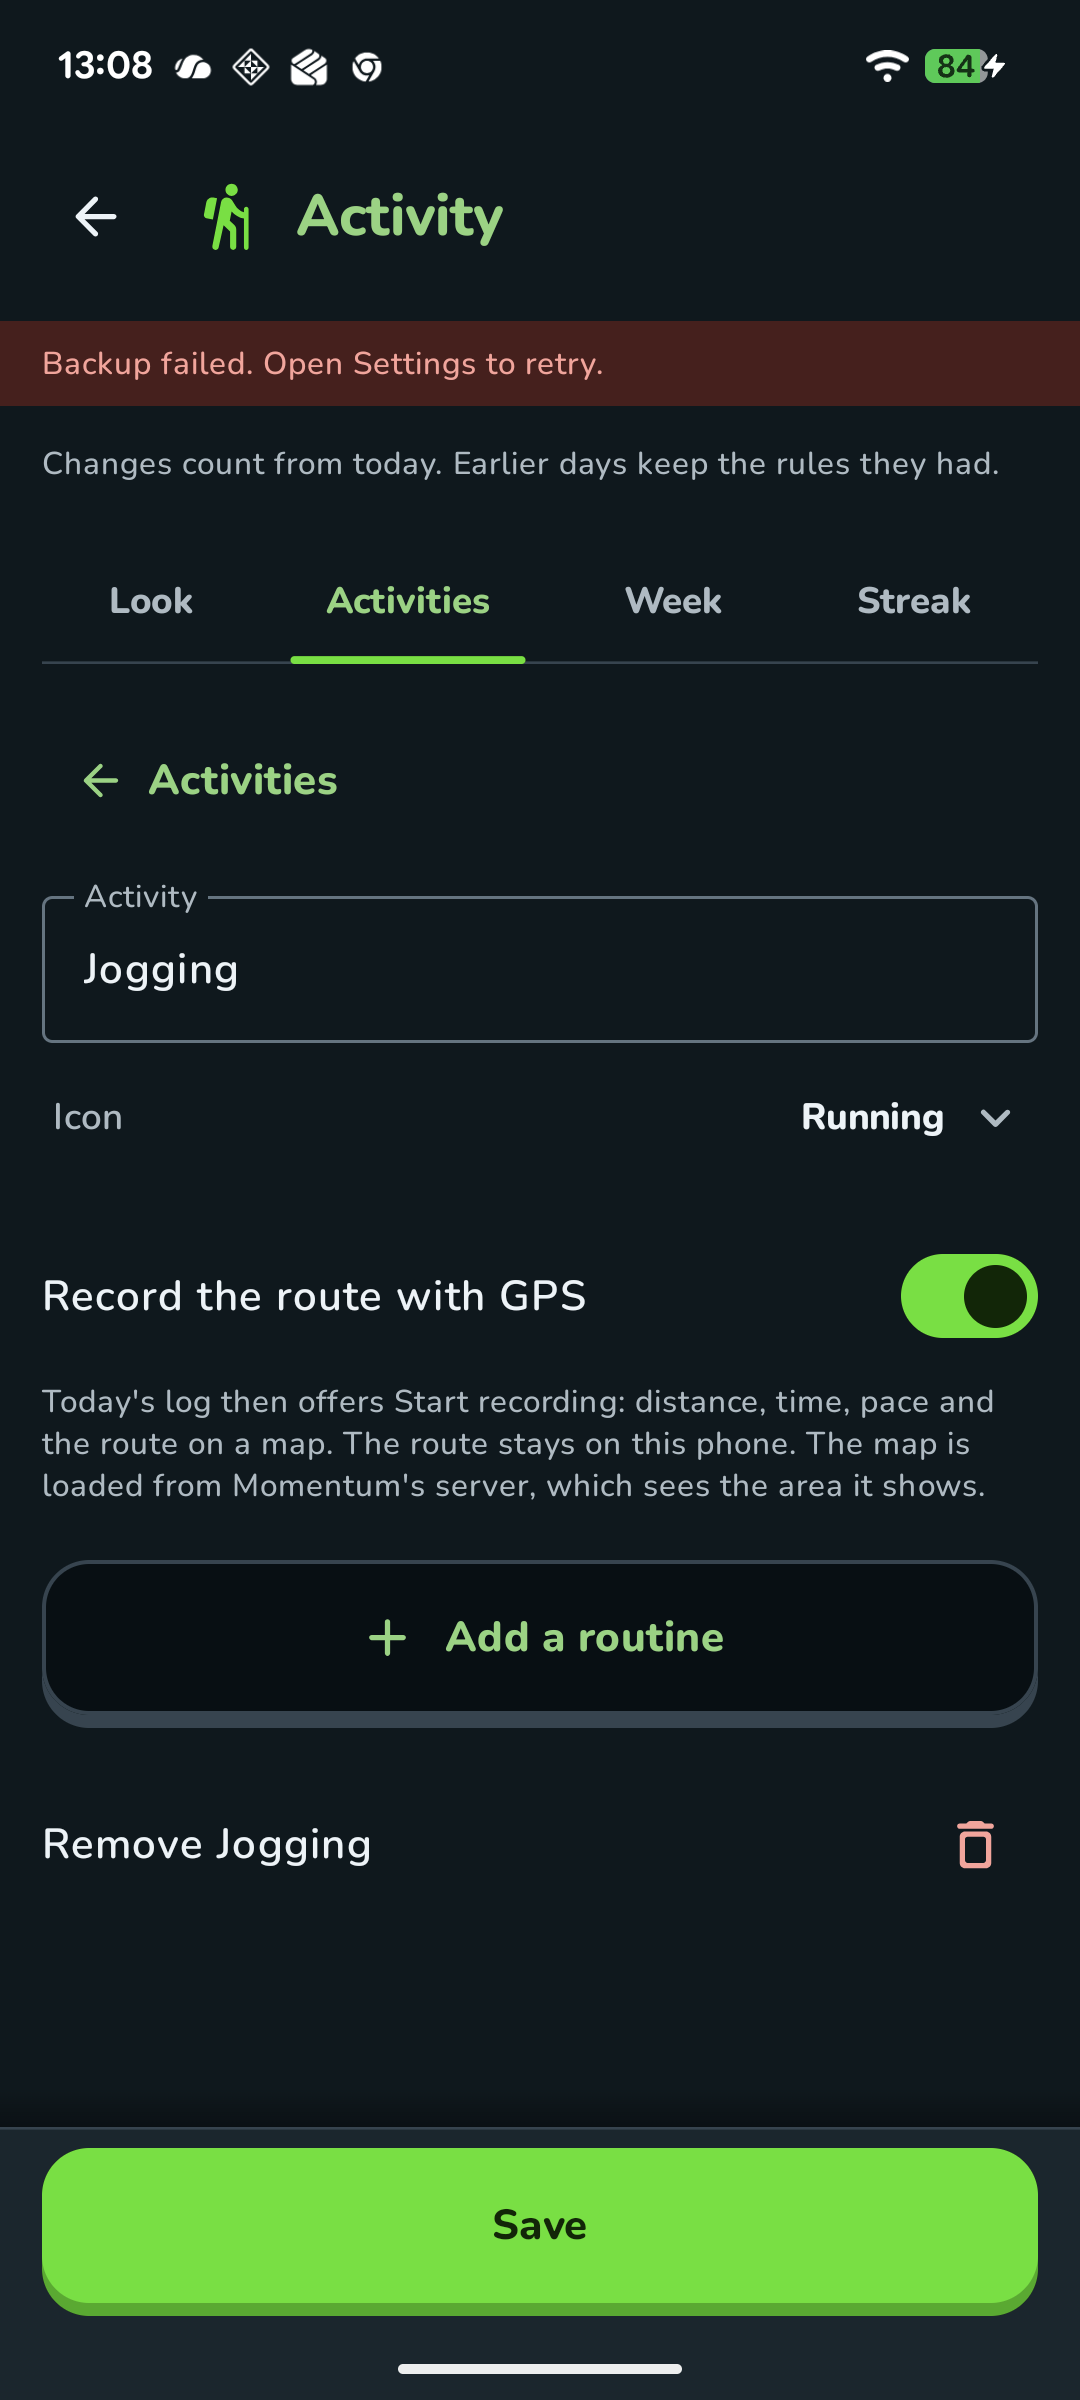 13:08
84
Activity
Backup failed. Open Settings to retry.
Changes count from today. Earlier days keep the rules they had.
Look Activities Week Streak
Activities
Activity
Jogging
Icon Running
Record the route with GPS
Today's log then offers Start recording: distance, time, pace and
the route on a map. The route stays on this phone. The map is
loaded from Momentum's server, which sees the area it shows.
Add a routine
Remove Jogging
Save